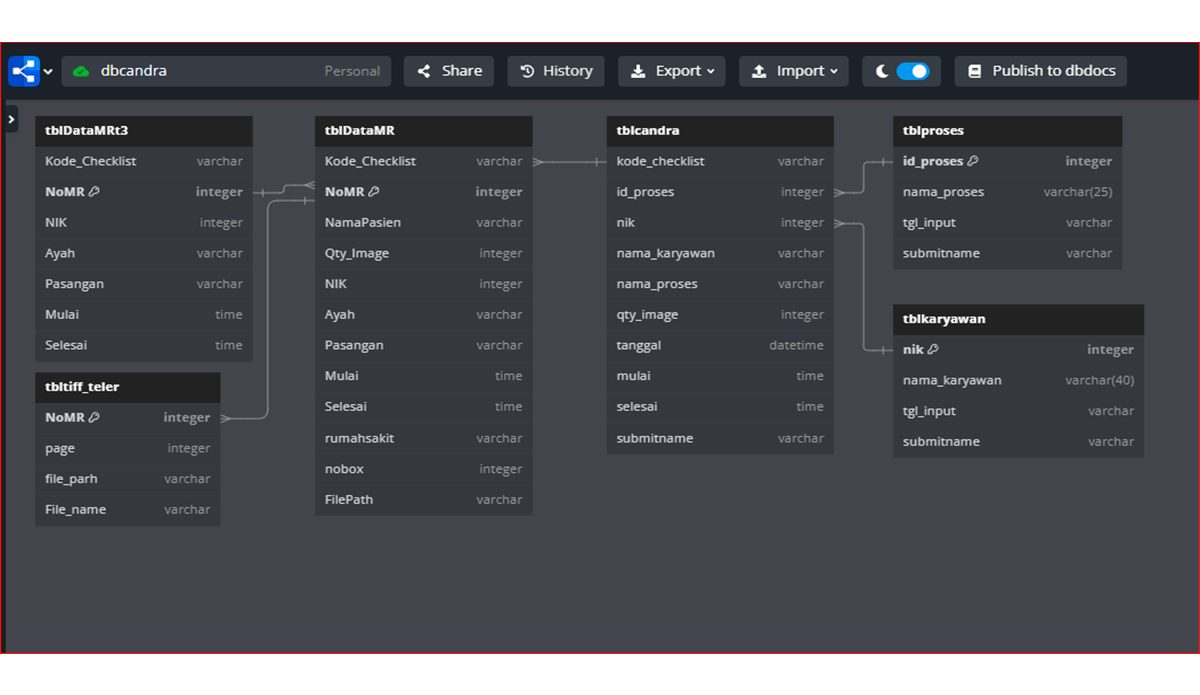 dbcandra Personal Share History Export Import Publish to dbdocs
tblDataMRt3
Kode_Checklist varchar
NoMR integer
NIK integer
Ayah varchar
Pasangan varchar
Mulai time
Selesai time
tbltiff_teler
NoMR integer
page integer
file_parh varchar
File_name varchar
tblDataMR
Kode_Checklist varchar
NoMR integer
NamaPasien varchar
Qty_Image integer
NIK integer
Ayah varchar
Pasangan varchar
Mulai time
Selesai time
rumahsakit varchar
nobox integer
FilePath varchar
tblcandra
kode_checklist varchar
id_proses integer
nik integer
nama_karyawan varchar
nama_proses varchar
qty_image integer
tanggal datetime
mulai time
selesai time
submitname varchar
tblproses
id_proses integer
nama_proses varchar(25)
tgl_input varchar
submitname varchar
tblkaryawan
nik integer
nama_karyawan varchar(40)
tgl_input varchar
submitname varchar